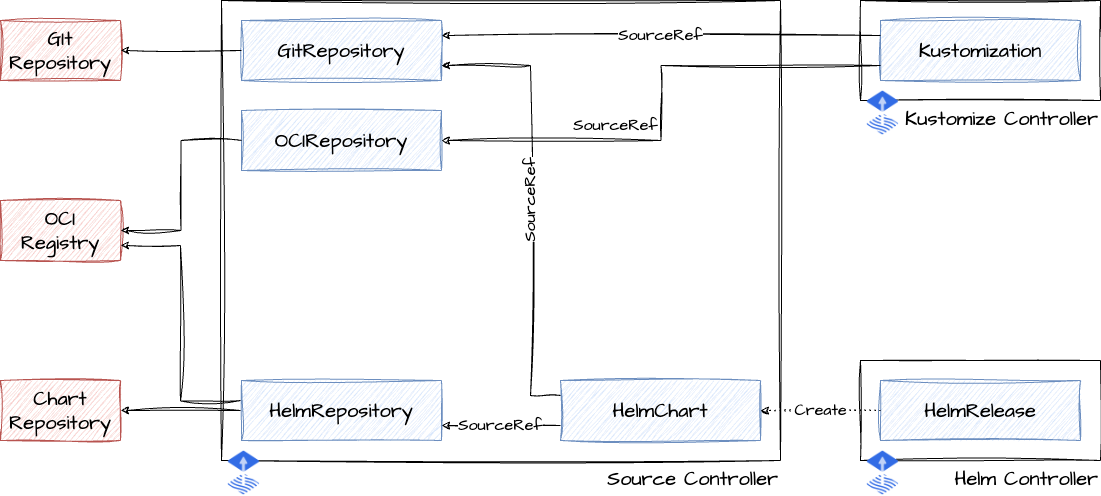 Git
Repository
GitRepository
SourceRef
Kustomization
Kustomize Controller
OCIRepository
SourceRef
SourceRef
OCI
Registry
Chart
Repository
HelmRepository
SourceRef
HelmChart
Create
HelmRelease
Source Controller
Helm Controller